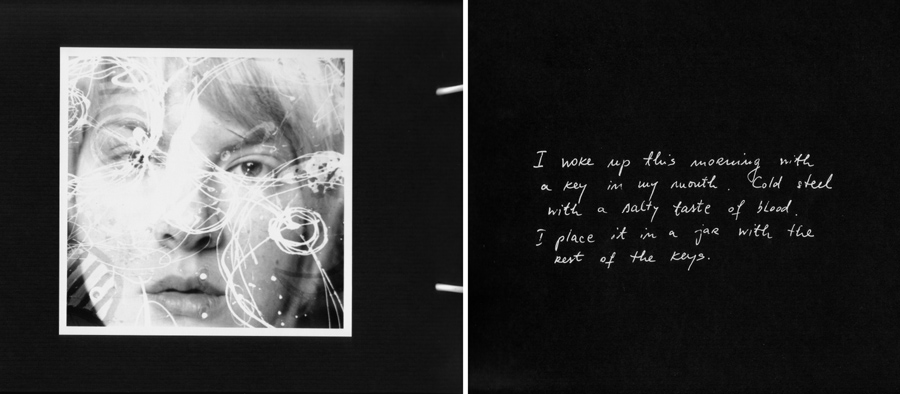 I woke up this morning with
a key in my mouth. Cold steel
with a salty taste of blood.
I place it in a jar with the
rest of the keys.